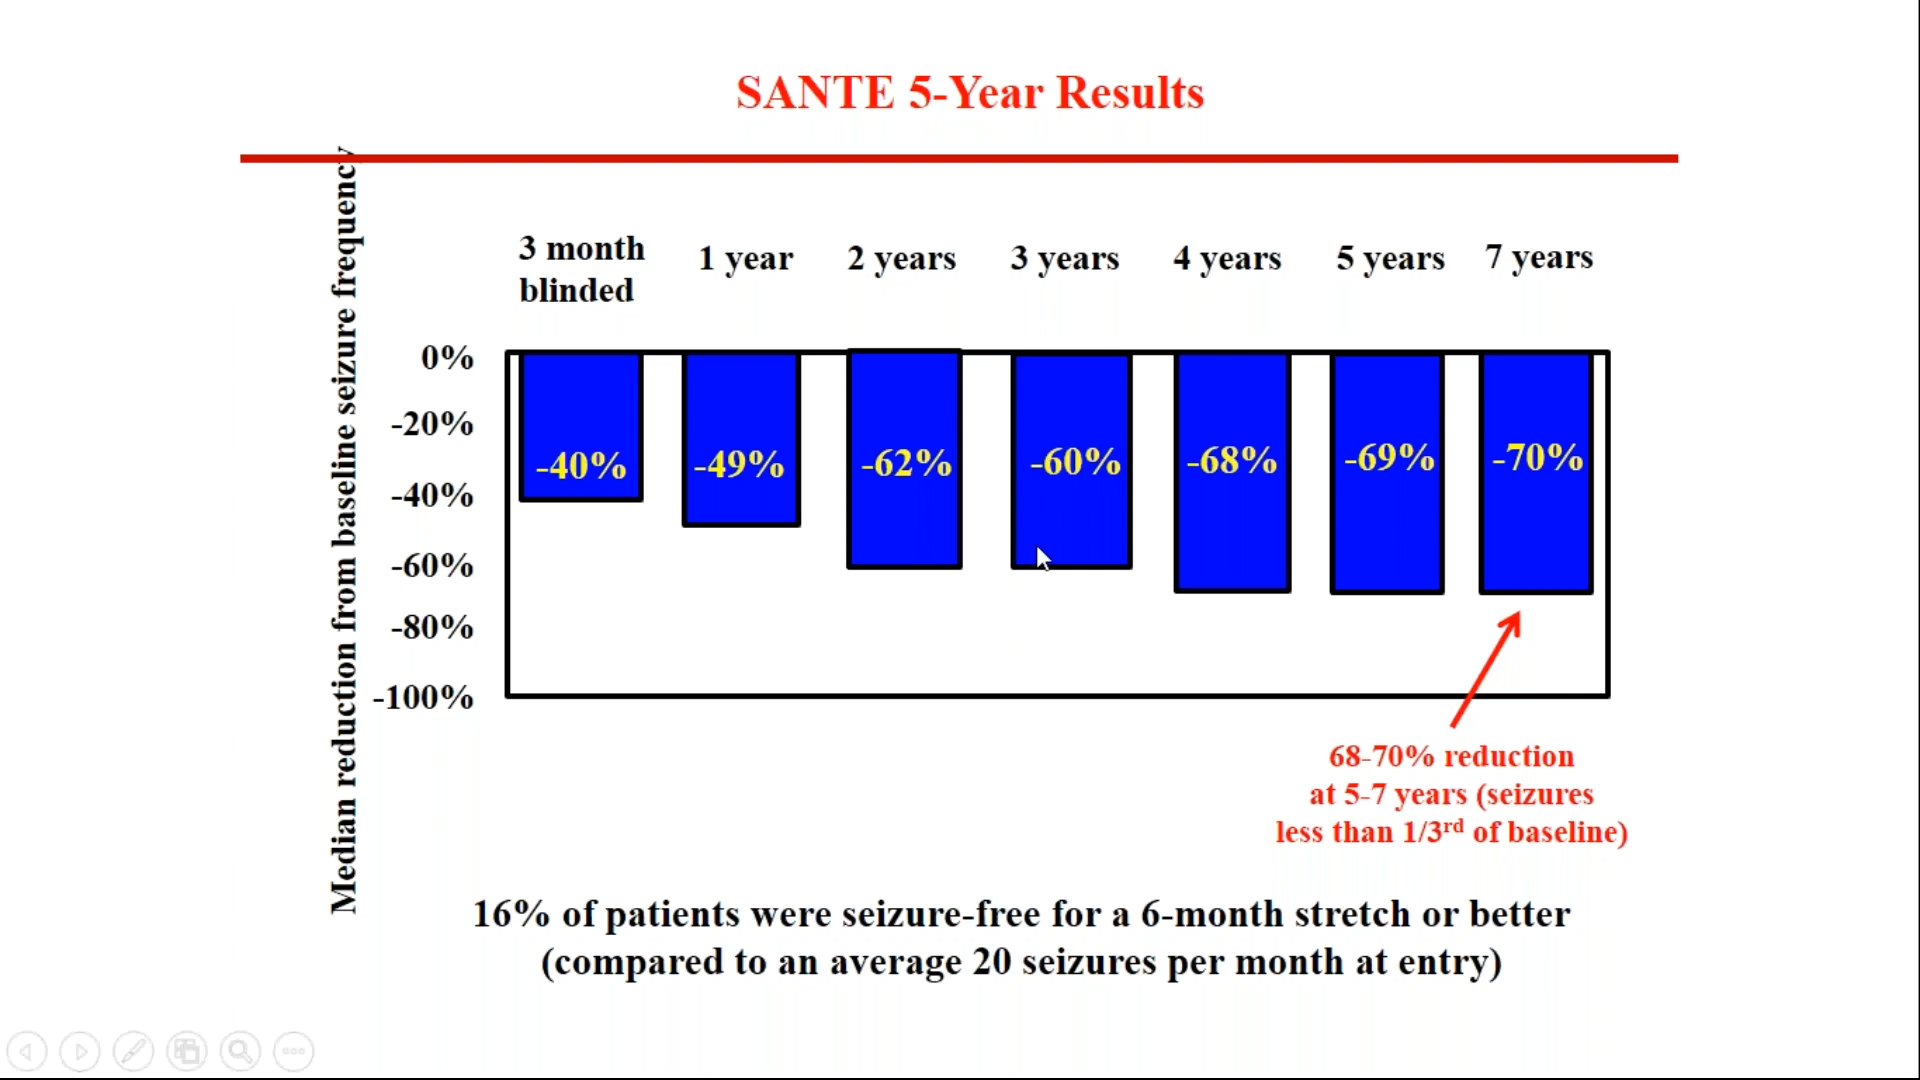 SANTE 5-Year Results
Median reduction from baseline seizure frequency
3 month
blinded
1 year
2 years
3 years
4 years
5 years
7 years
0%
-20%
-40%
-60%
-80%
-100%
-40%
-49%
-62%
-60%
-68%
-69%
-70%
68-70% reduction
at 5-7 years (seizures
less than 1/3rd of baseline)
16% of patients were seizure-free for a 6-month stretch or better
(compared to an average 20 seizures per month at entry)